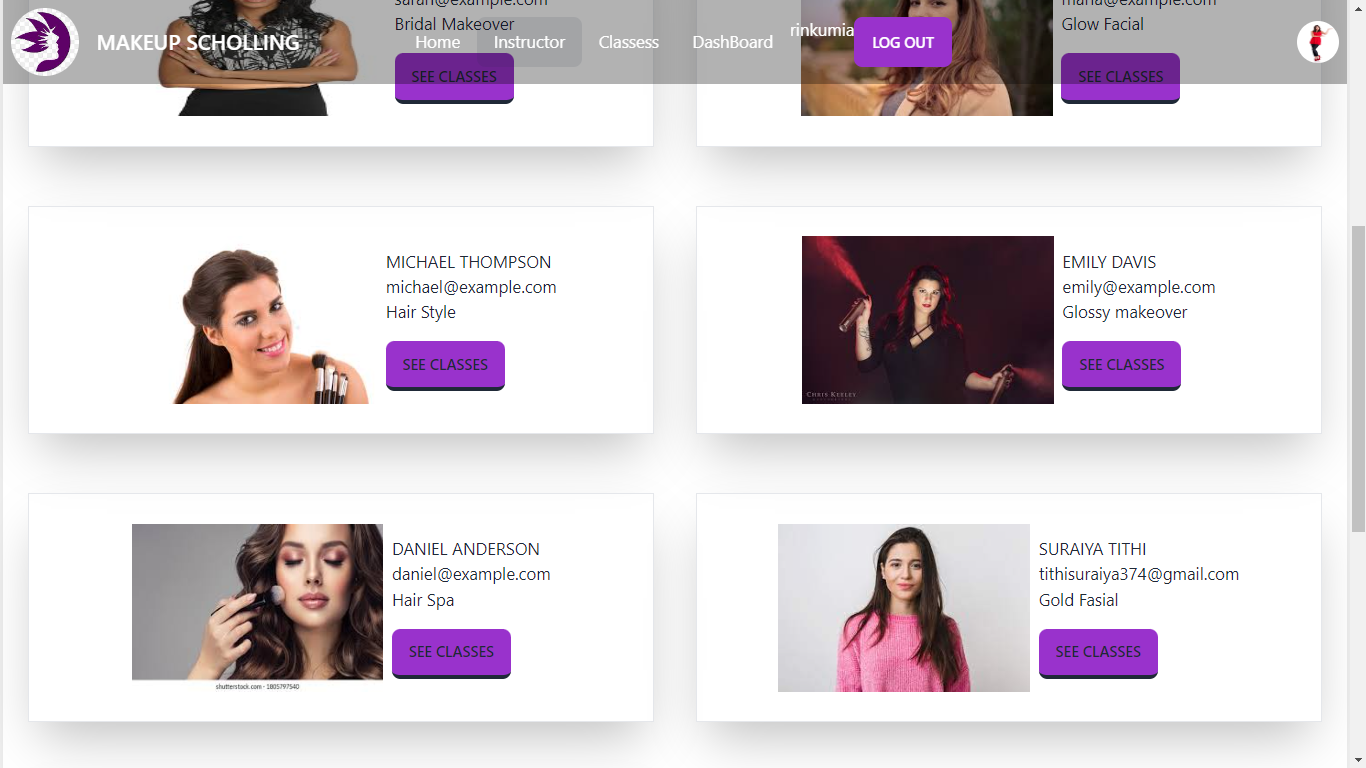 sarah@example.com
maria@example.com
Bridal Makeover
Glow Facial
MAKEUP SCHOLLING
Home
Instructor
Classess
DashBoard
rinkumia
LOG OUT
SEE CLASSES
SEE CLASSES
MICHAEL THOMPSON
michael@example.com
Hair Style
SEE CLASSES
EMILY DAVIS
emily@example.com
Glossy makeover
SEE CLASSES
CHRIS KEELEY
DANIEL ANDERSON
daniel@example.com
Hair Spa
SEE CLASSES
shutterstock.com · 1805797540
SURAIYA TITHI
tithisuraiya374@gmail.com
Gold Fasial
SEE CLASSES